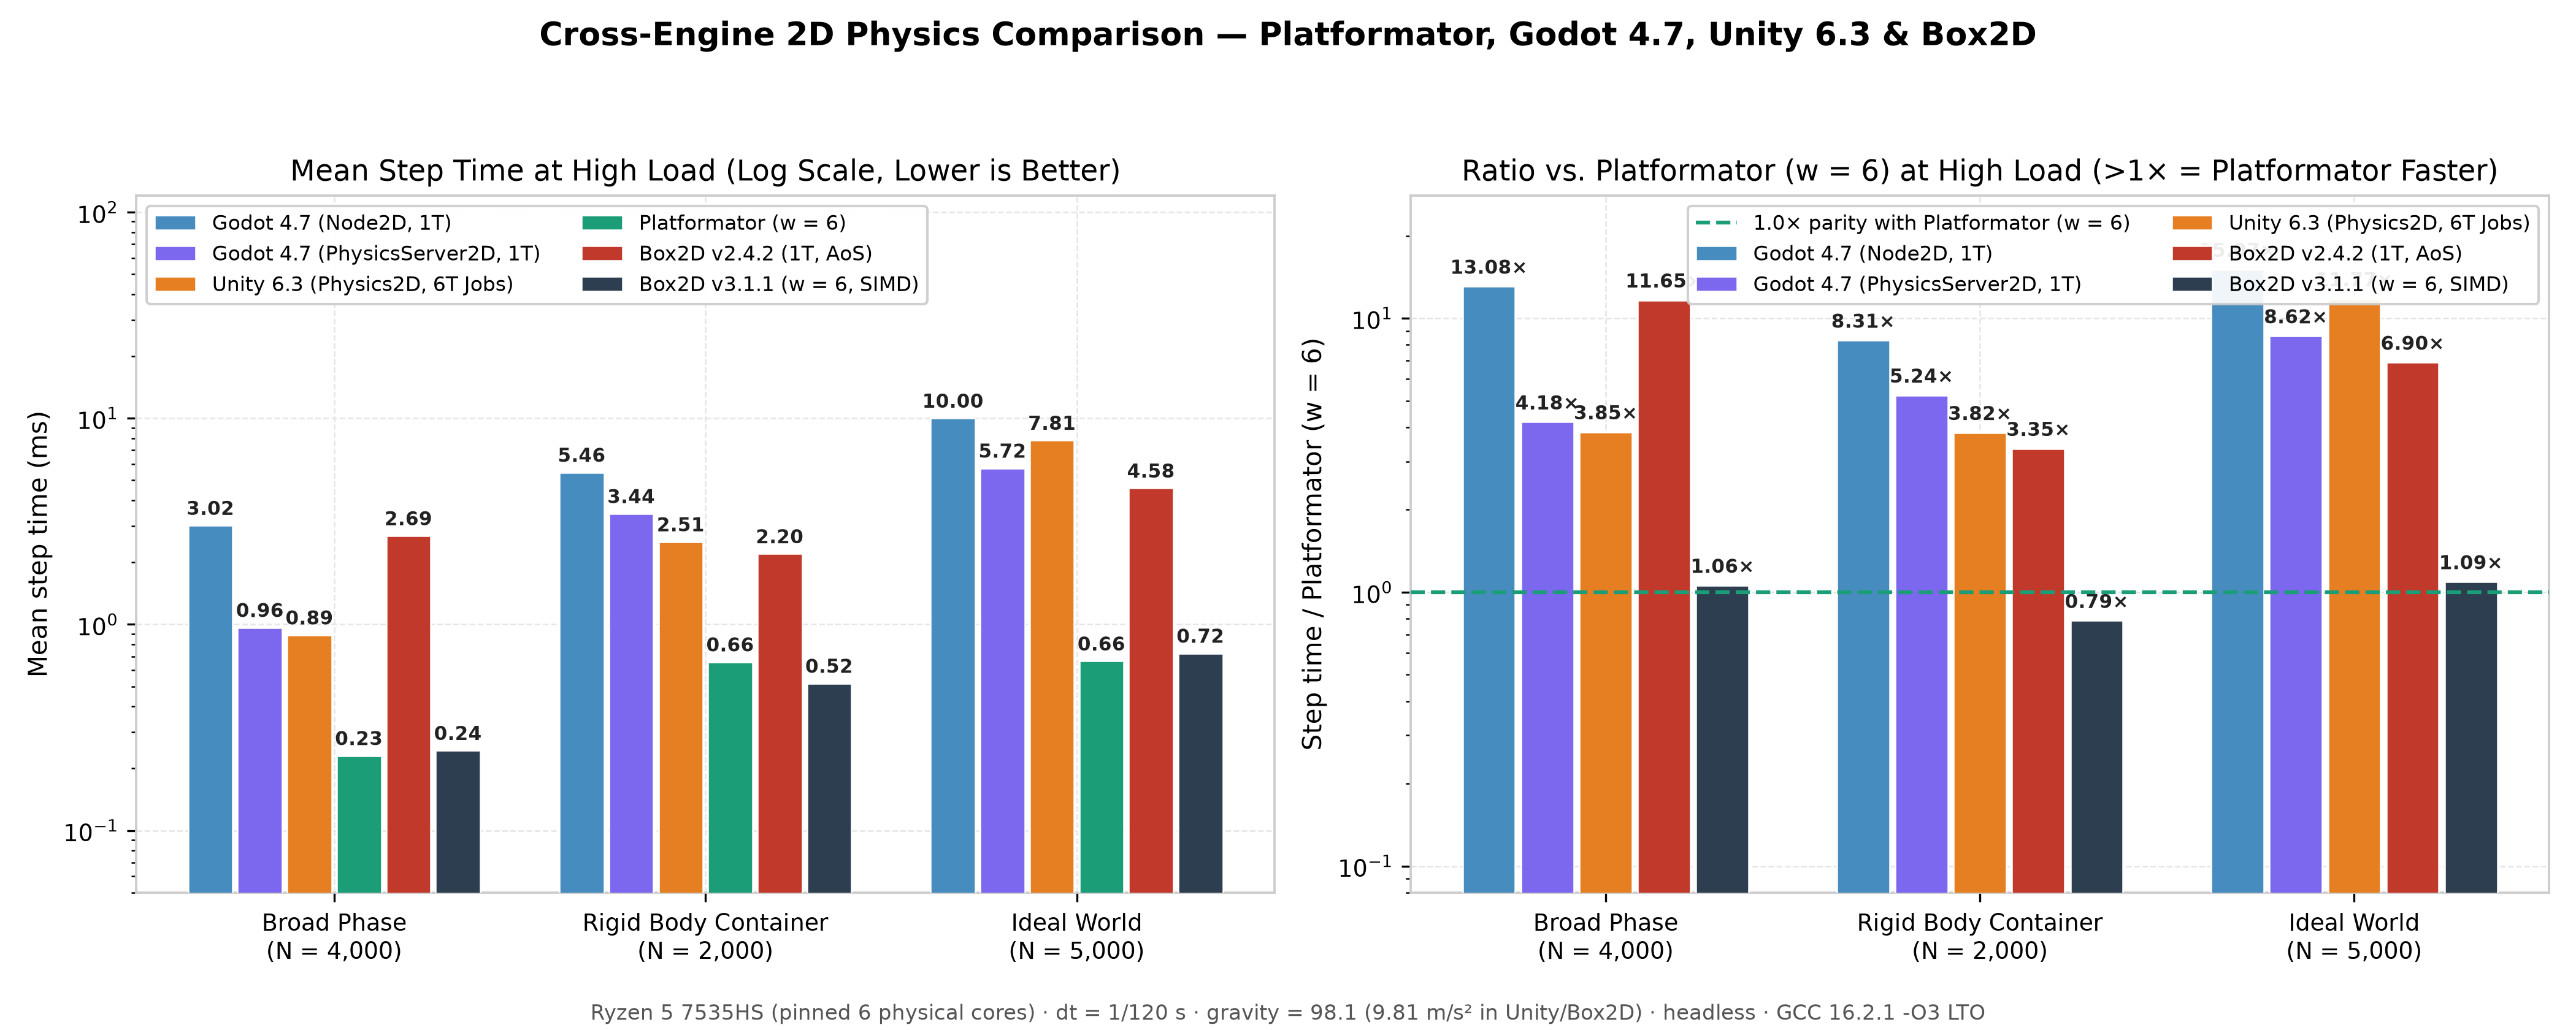 Cross-Engine 2D Physics Comparison — Platformator, Godot 4.7, Unity 6.3 & Box2D
Mean Step Time at High Load (Log Scale, Lower is Better)
Mean step time (ms)
10²
10¹
10⁰
10⁻¹
Godot 4.7 (Node2D, 1T)
Godot 4.7 (PhysicsServer2D, 1T)
Unity 6.3 (Physics2D, 6T Jobs)
Platformator (w = 6)
Box2D v2.4.2 (1T, AoS)
Box2D v3.1.1 (w = 6, SIMD)
3.02
0.96
0.89
0.23
2.69
0.24
5.46
3.44
2.51
0.66
2.20
0.52
10.00
5.72
7.81
0.66
4.58
0.72
Broad Phase
(N = 4,000)
Rigid Body Container
(N = 2,000)
Ideal World
(N = 5,000)
Ratio vs. Platformator (w = 6) at High Load (>1× = Platformator Faster)
Step time / Platformator (w = 6)
10¹
10⁰
10⁻¹
1.0× parity with Platformator (w = 6)
Godot 4.7 (Node2D, 1T)
Godot 4.7 (PhysicsServer2D, 1T)
Unity 6.3 (Physics2D, 6T Jobs)
Box2D v2.4.2 (1T, AoS)
Box2D v3.1.1 (w = 6, SIMD)
13.08×
4.18×
3.85×
11.65
1.06×
8.31×
5.24×
3.82×
3.35×
0.79×
8.62×
6.90×
1.09×
Broad Phase
(N = 4,000)
Rigid Body Container
(N = 2,000)
Ideal World
(N = 5,000)
Ryzen 5 7535HS (pinned 6 physical cores) · dt = 1/120 s · gravity = 98.1 (9.81 m/s² in Unity/Box2D) · headless · GCC 16.2.1 -O3 LTO